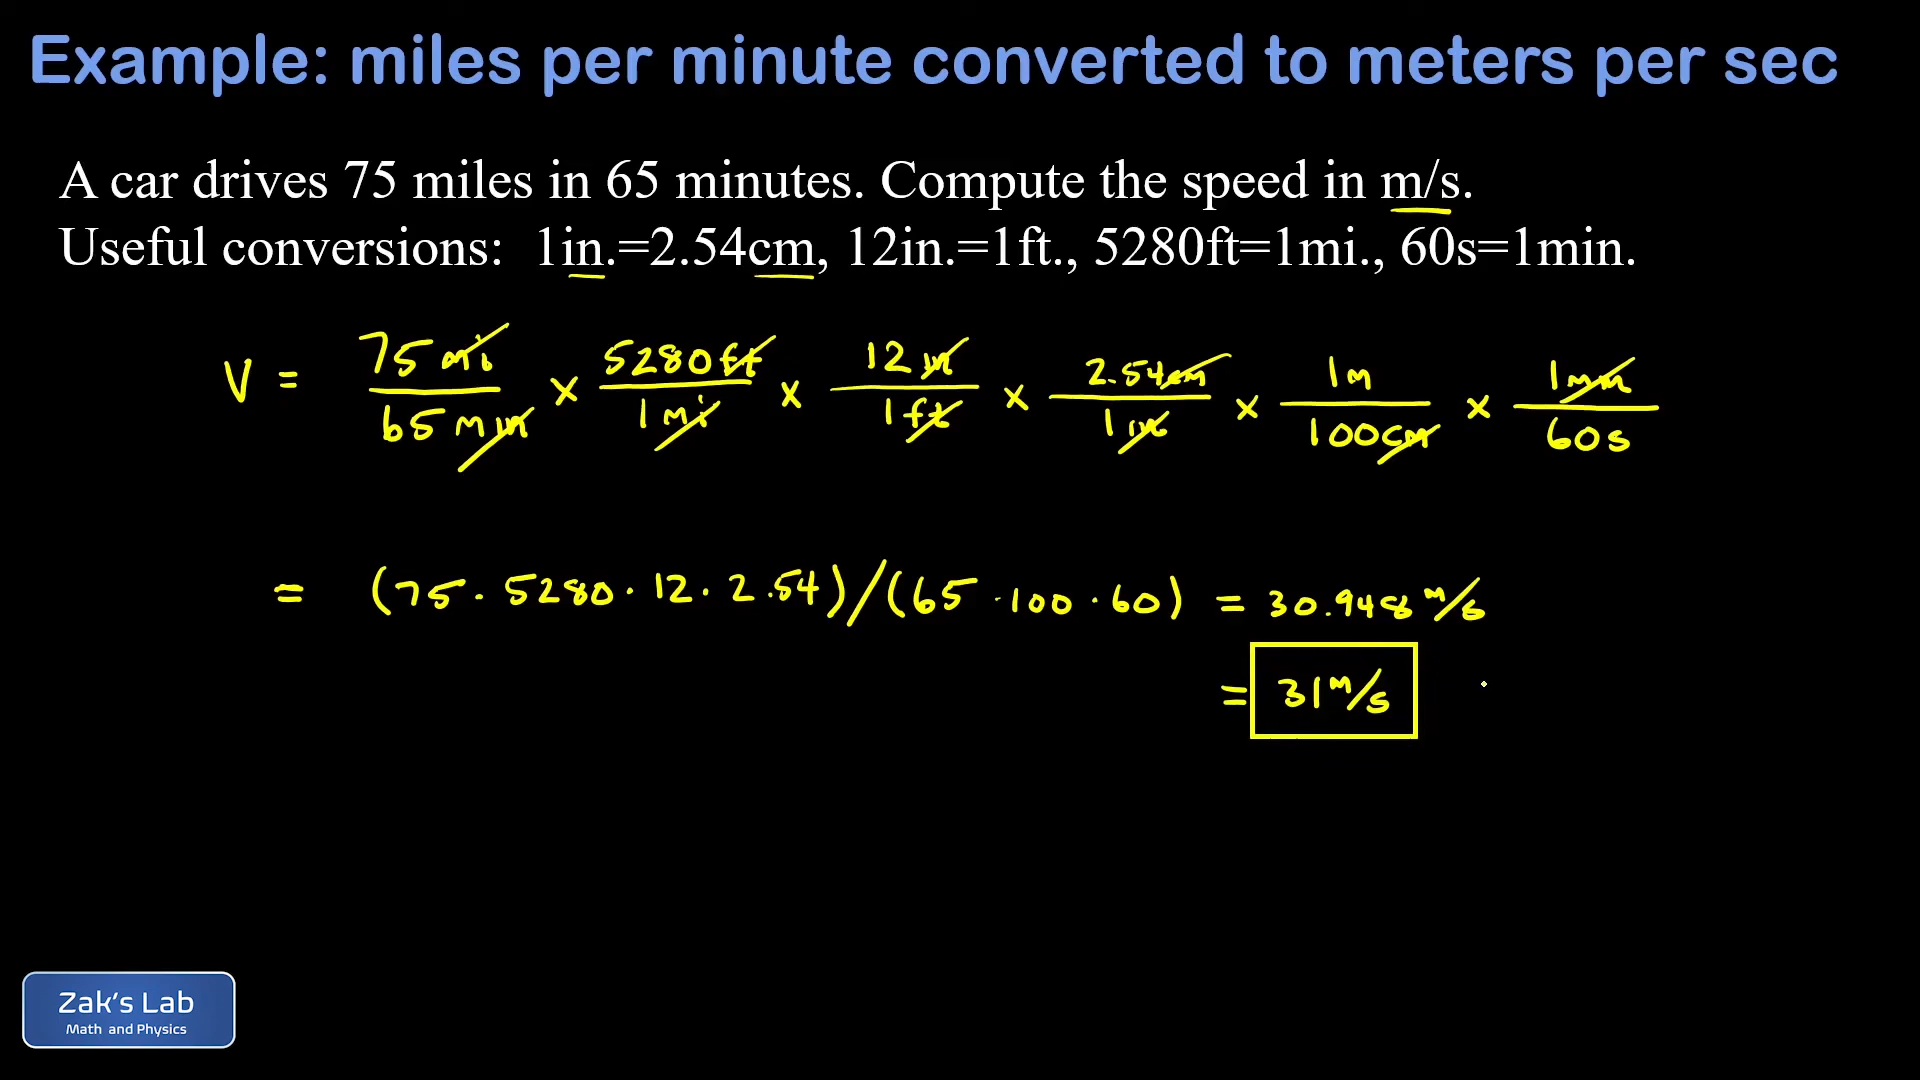 Example: miles per minute converted to meters per sec
A car drives 75 miles in 65 minutes. Compute the speed in m/s.
Useful conversions: 1in.=2.54cm, 12in.=1ft., 5280ft=1mi., 60s=1min.
V = 75 mi / 65 min × 5280 ft / 1 mi × 12 in / 1 ft × 2.54 cm / 1 in × 1 m / 100 cm × 1 min / 60 s
= (75 · 5280 · 12 · 2.54)/(65 · 100 · 60) = 30.948 m/s
= 31 m/s
Zak's Lab
Math and Physics